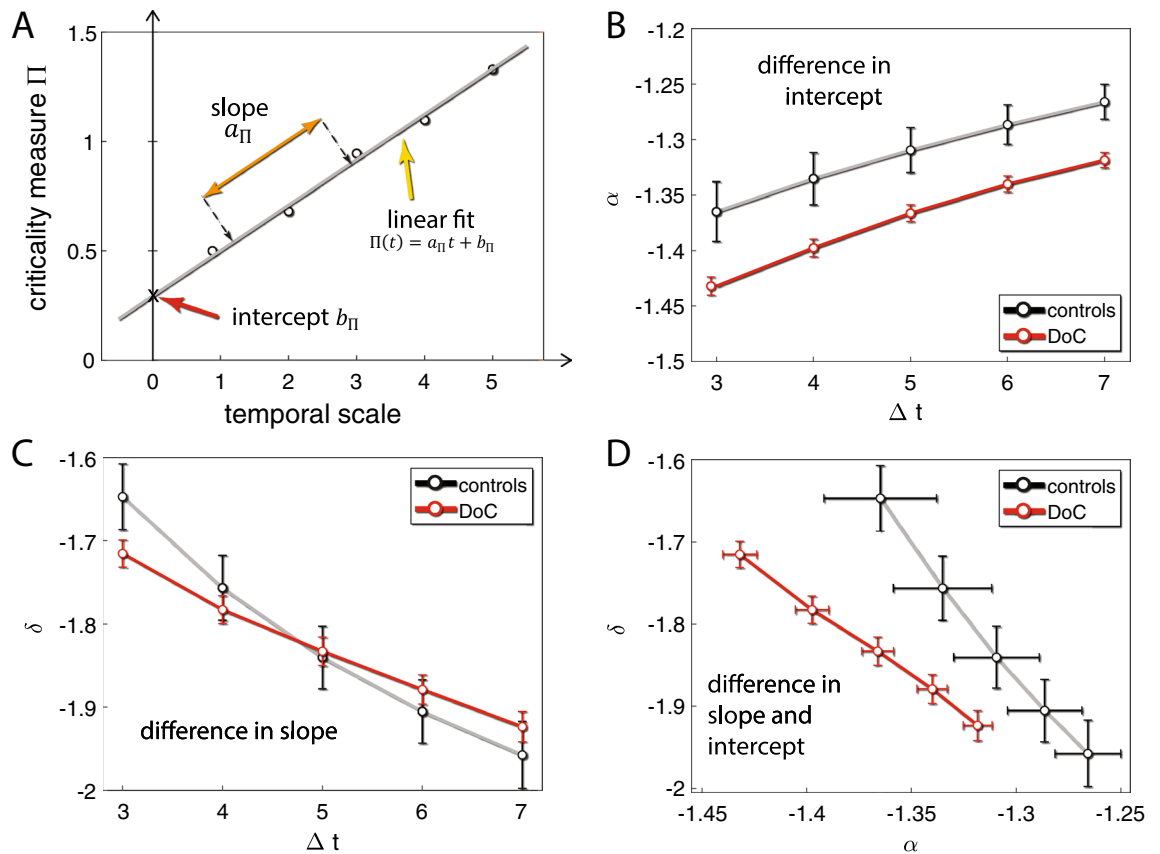 A
criticality measure Π
1.5
1
0.5
0
slope
a_Π
linear fit
Π(t) = a_Π t + b_Π
intercept b_Π
0 1 2 3 4 5
temporal scale
B
α
-1.2
-1.25
-1.3
-1.35
-1.4
-1.45
-1.5
difference in
intercept
controls
DoC
3 4 5 6 7
Δ t
C
δ
-1.6
-1.7
-1.8
-1.9
-2
controls
DoC
difference in slope
3 4 5 6 7
Δ t
D
δ
-1.6
-1.7
-1.8
-1.9
-2
controls
DoC
difference in
slope and
intercept
-1.45 -1.4 -1.35 -1.3 -1.25
α